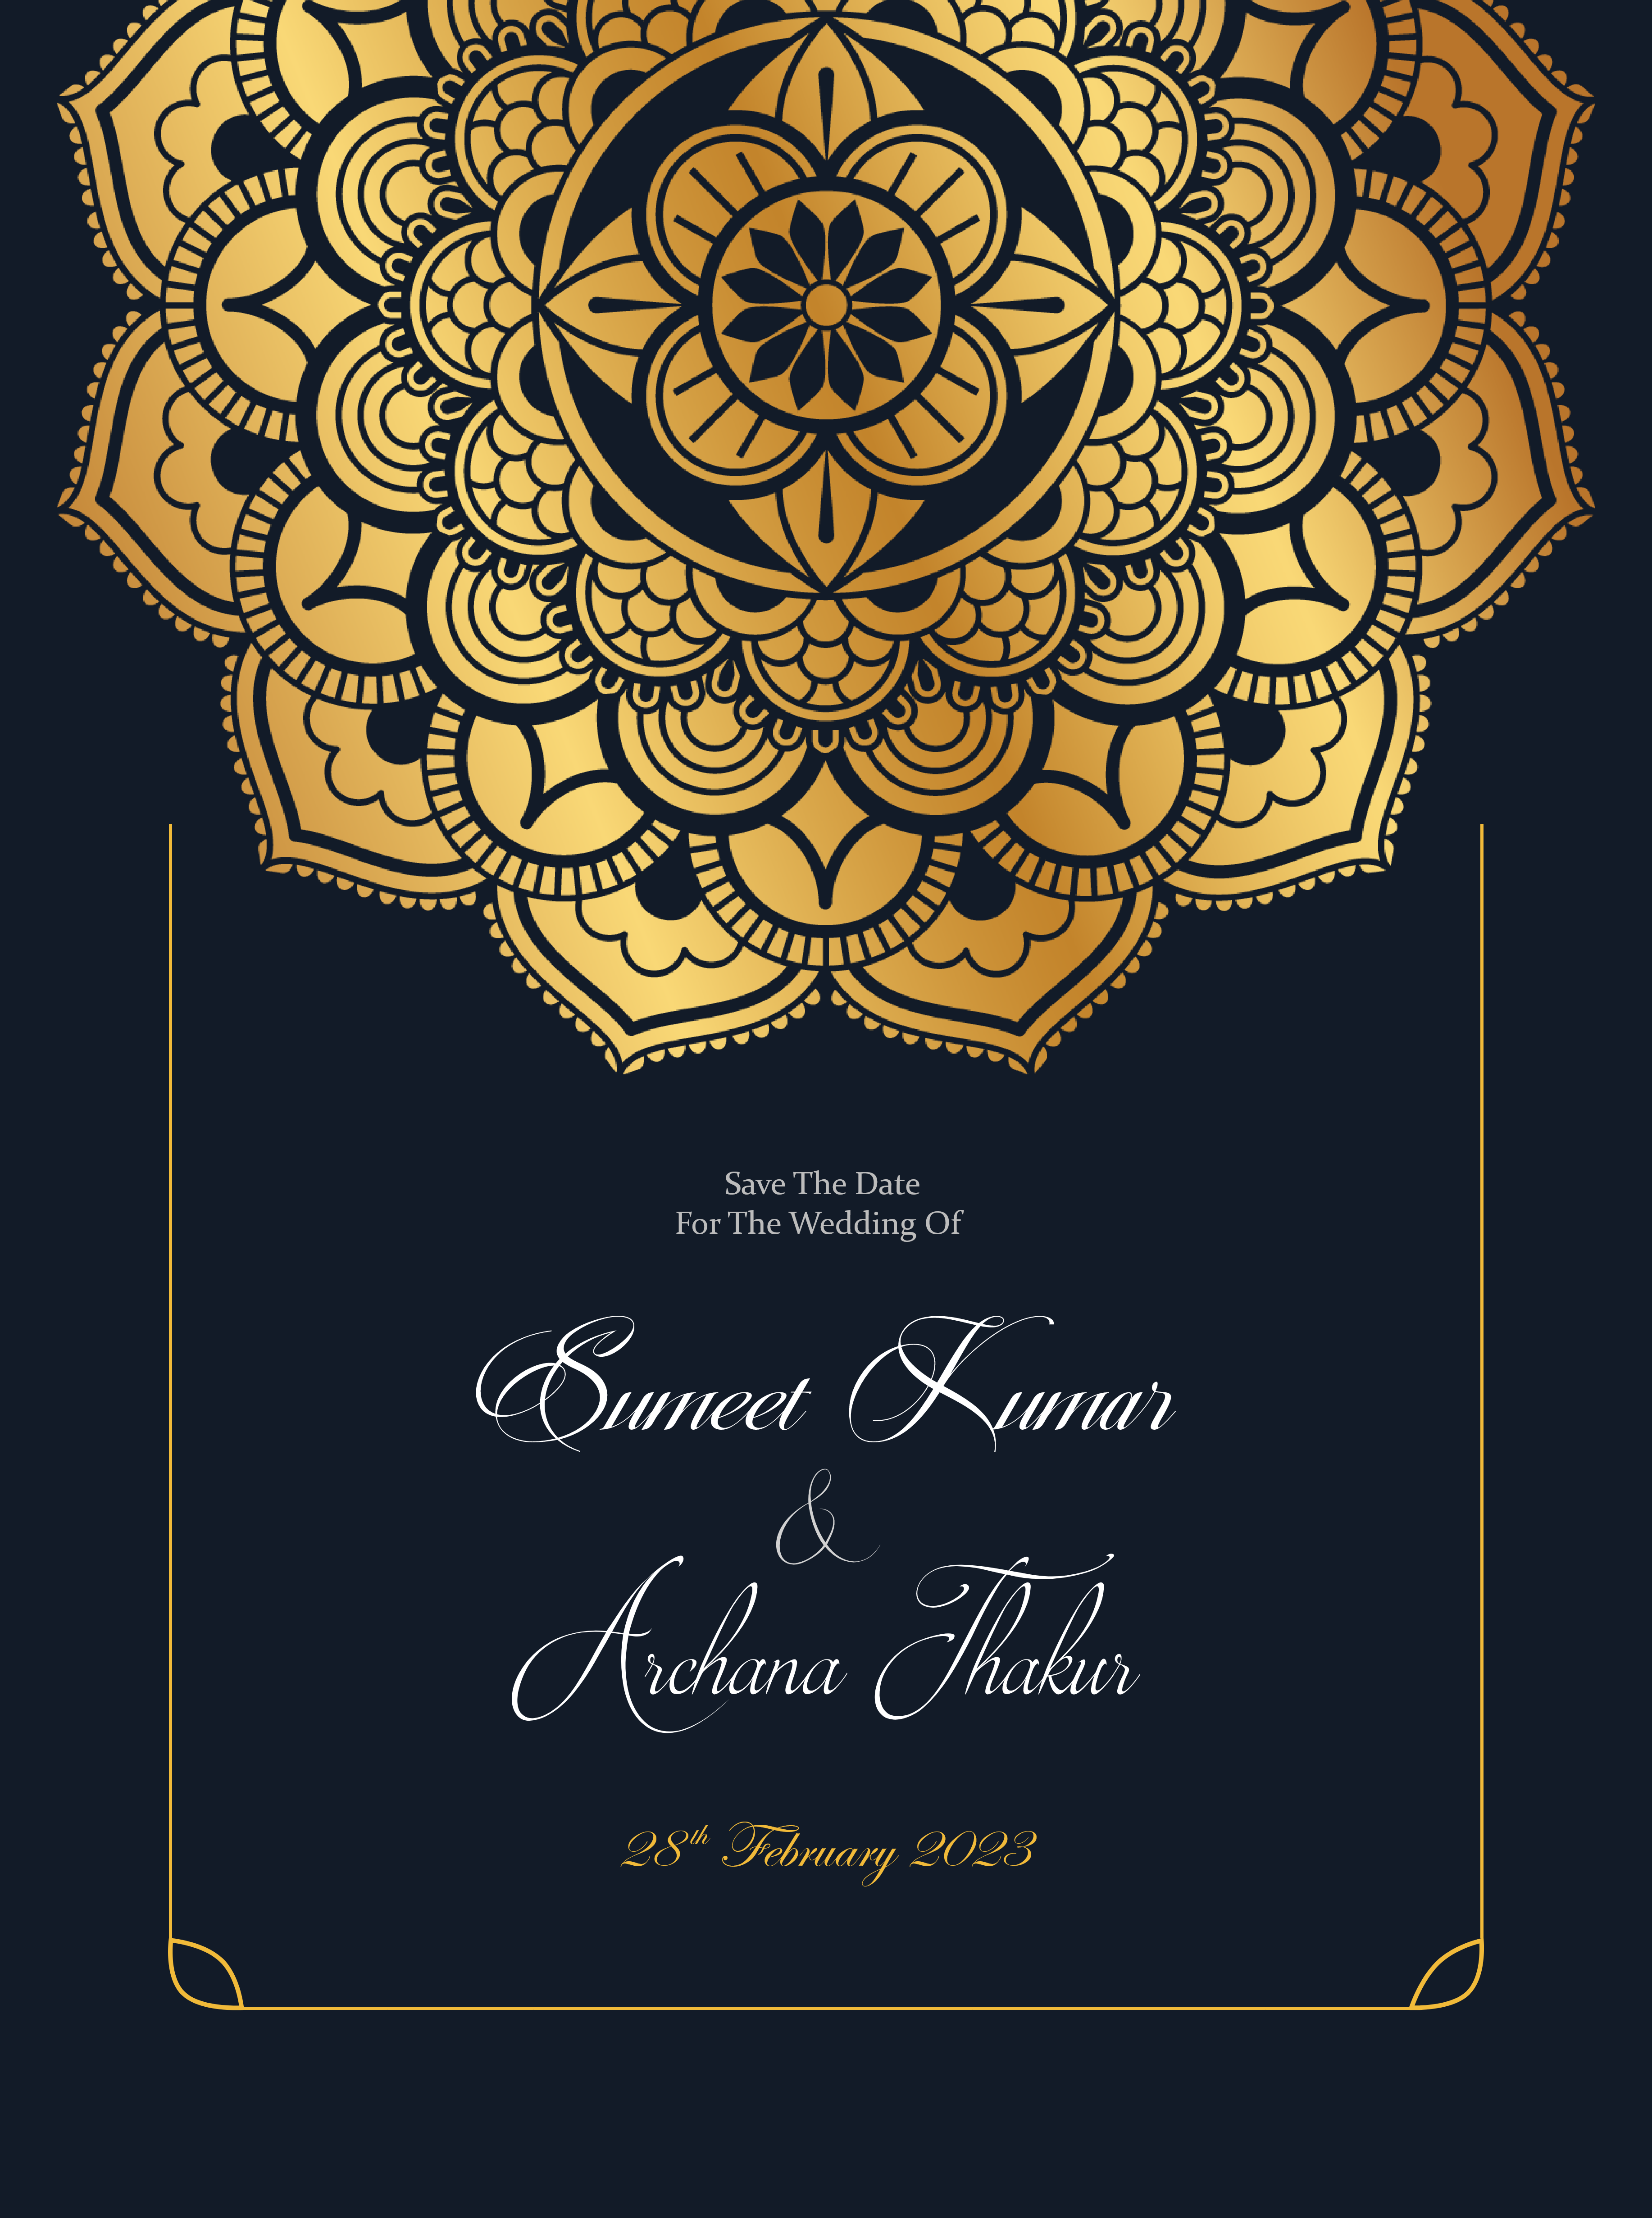 Save The Date
For The Wedding Of
Sumeet Kumar
&
Archana Thakur
28th February 2023